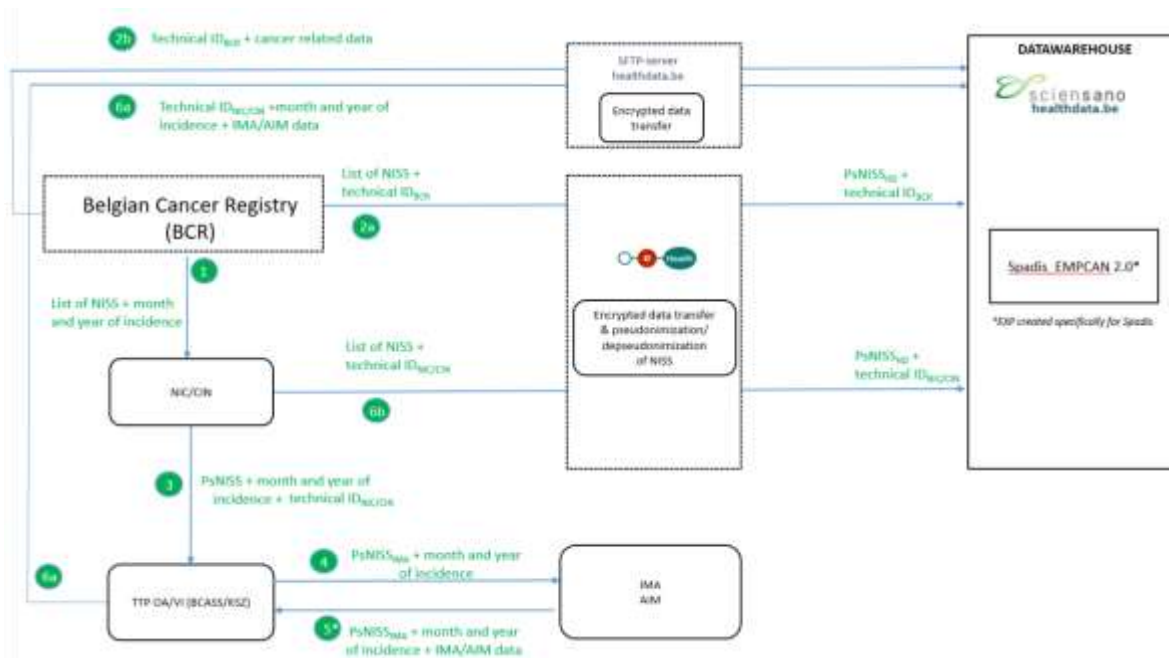 2b Technical ID BCR + cancer related data
6a Technical ID NIC/CIN +month and year of
incidence + IMA/AIM data
SFTP-server
healthdata.be
Encrypted data
transfer
DATAWAREHOUSE
sciensano
healthdata.be
List of NISS +
technical ID BCR
2a
PsNISS HD +
technical ID BCR
Belgian Cancer Registry
(BCR)
1
List of NISS + month
and year of incidence
Health
Encrypted data transfer
& pseudonimization/
depseudonimization
of NISS
Spadis_EMPCAN 2.0*
*EXP created specifically for Spadis
NIC/CIN
List of NISS +
technical ID NIC/CIN
6b
PsNISS HD +
technical ID NIC/CIN
3
PsNISS + month and year of
incidence + technical ID NIC/CIN
6a
TTP OA/VI (BCASS/KSZ)
4
PsNISS IMA + month and year
of incidence
5*
PsNISS IMA + month and year
of incidence + IMA/AIM data
IMA
AIM